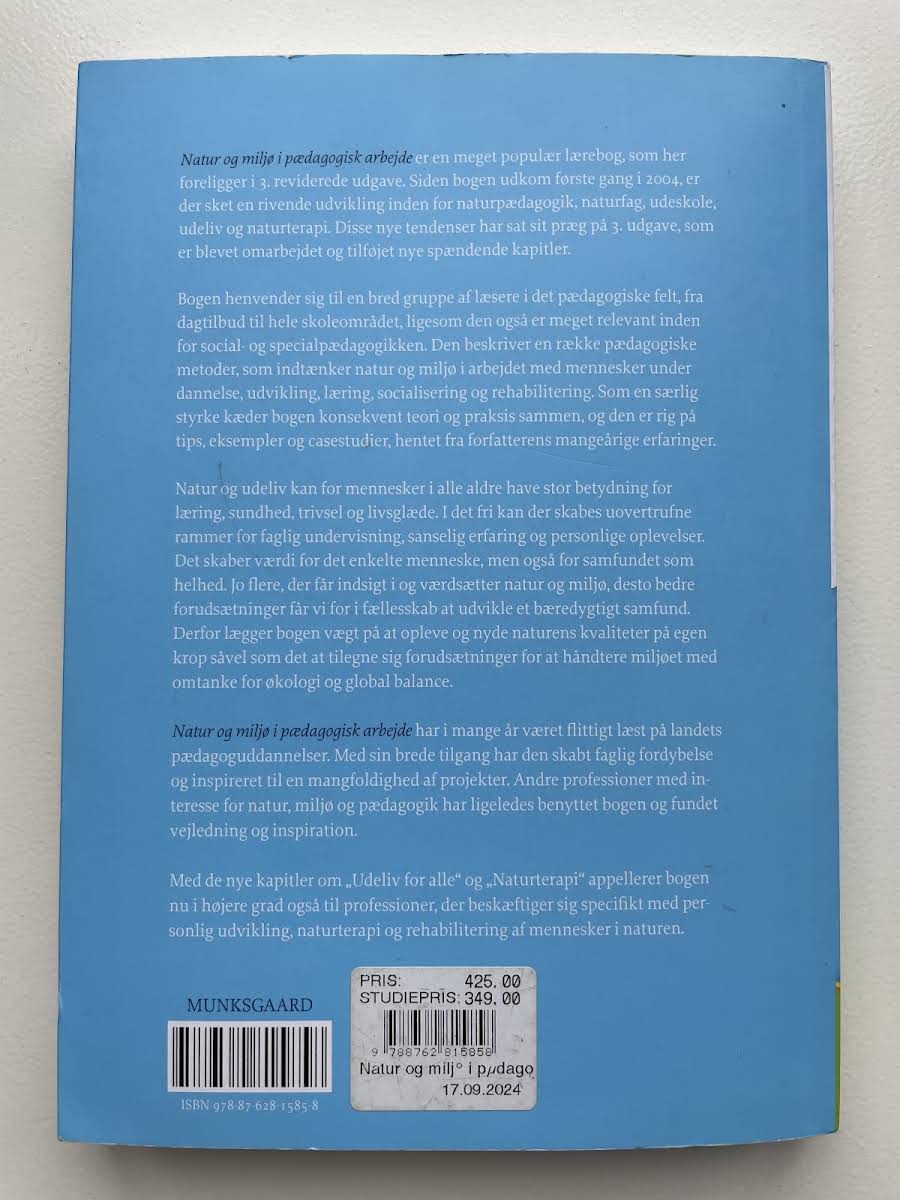 Natur og miljø i pædagogisk arbejde er en meget populær lærebog, som her
foreligger i 3. reviderede udgave. Siden bogen udkom første gang i 2004, er
der sket en rivende udvikling inden for naturpædagogik, naturfag, udeskole,
udeliv og naturterapi. Disse nye tendenser har sat sit præg på 3. udgave, som
er blevet omarbejdet og tilføjet nye spændende kapitler.
Bogen henvender sig til en bred gruppe af læsere i det pædagogiske felt, fra
dagtilbud til hele skoleområdet, ligesom den også er meget relevant inden
for social- og specialpædagogikken. Den beskriver en række pædagogiske
metoder, som indtænker natur og miljø i arbejdet med mennesker under
dannelse, udvikling, læring, socialisering og rehabilitering. Som en særlig
styrke kæder bogen konsekvent teori og praksis sammen, og den er rig på
tips, eksempler og casestudier, hentet fra forfatterens mangeårige erfaringer.
Natur og udeliv kan for mennesker i alle aldre have stor betydning for
læring, sundhed, trivsel og livsglæde. I det fri kan der skabes uovertrufne
rammer for faglig undervisning, sanselig erfaring og personlige oplevelser.
Det skaber værdi for det enkelte menneske, men også for samfundet som
helhed. Jo flere, der får indsigt i og værdsætter natur og miljø, desto bedre
forudsætninger får vi for i fællesskab at udvikle et bæredygtigt samfund.
Derfor lægger bogen vægt på at opleve og nyde naturens kvaliteter på egen
krop såvel som det at tilegne sig forudsætninger for at håndtere miljøet med
omtanke for økologi og global balance.
Natur og miljø i pædagogisk arbejde har i mange år været flittigt læst på landets
pædagoguddannelser. Med sin brede tilgang har den skabt faglig fordybelse
og inspireret til en mangfoldighed af projekter. Andre professioner med in-
teresse for natur, miljø og pædagogik har ligeledes benyttet bogen og fundet
vejledning og inspiration.
Med de nye kapitler om „Udeliv for alle“ og „Naturterapi“ appellerer bogen
nu i højere grad også til professioner, der beskæftiger sig specifikt med per-
sonlig udvikling, naturterapi og rehabilitering af mennesker i naturen.
MUNKSGAARD
ISBN 978-87-628-1585-8
PRIS: 425.00
STUDIEPRIS: 349.00
9 788762 815858
Natur og milj° i pµdago
17.09.2024